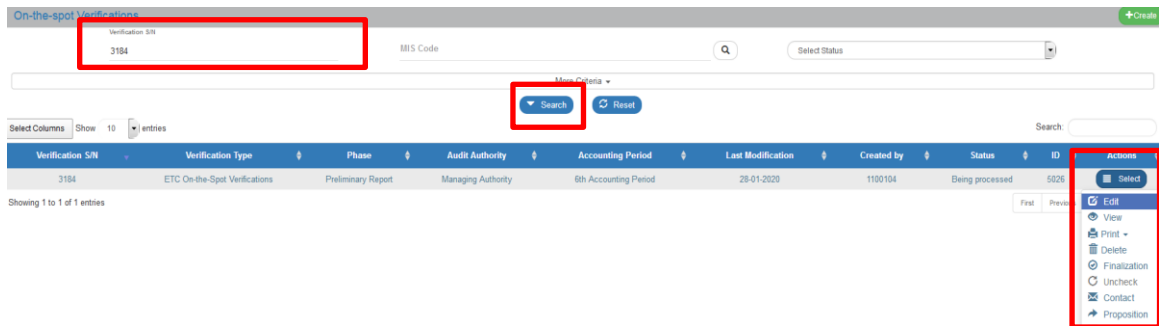 On-the-spot Verifications
+Create
Verification S/N
3184
MIS Code
Select Status
More Criteria
Search
Reset
Select Columns Show 10 entries
Search:
Verification S/N Verification Type Phase Audit Authority Accounting Period Last Modification Created by Status ID Actions
3184 ETC On-the-Spot Verifications Preliminary Report Managing Authority 6th Accounting Period 28-01-2020 1100104 Being processed 5026 Select
Showing 1 to 1 of 1 entries
First
Edit
View
Print
Delete
Finalization
Uncheck
Contact
Proposition